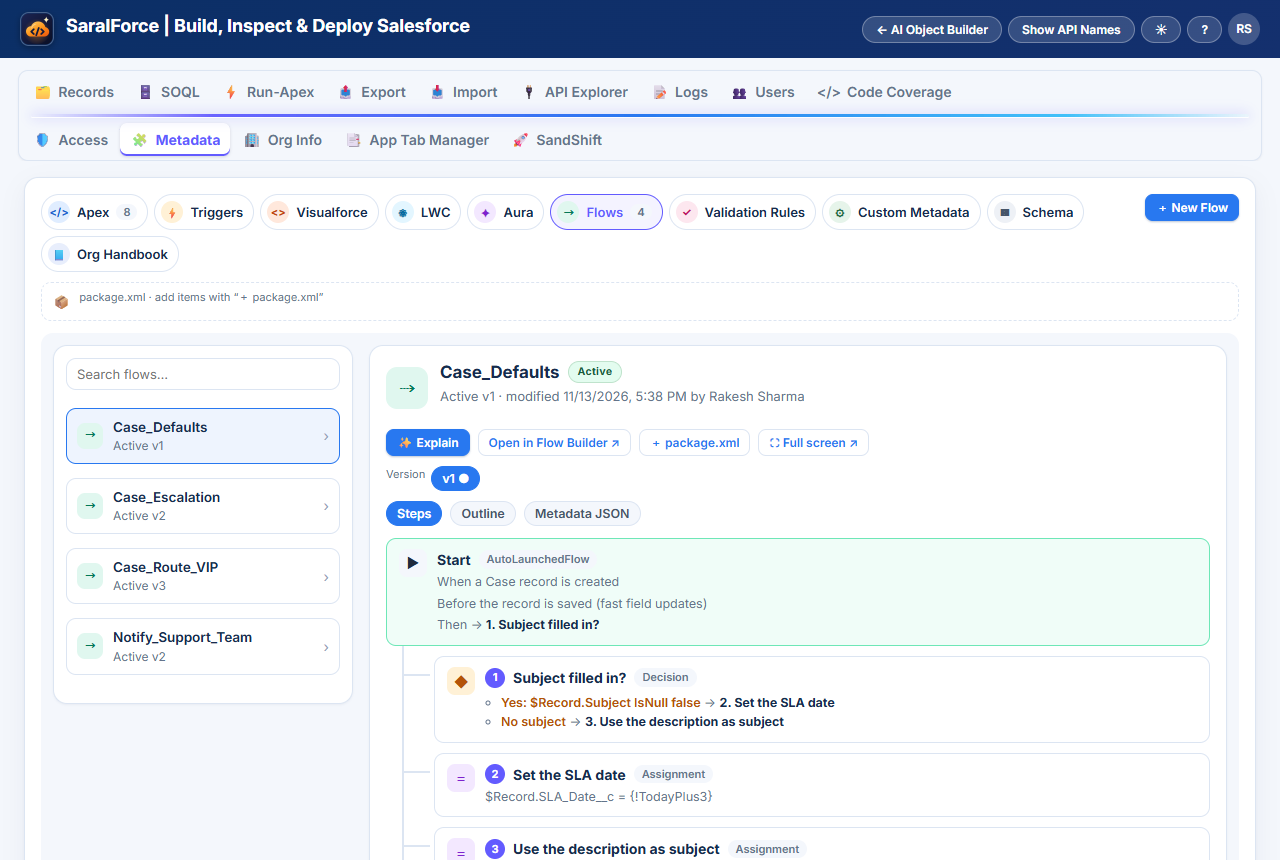 SaralForce | Build, Inspect & Deploy Salesforce
← AI Object Builder
Show API Names
?
RS
Records
SOQL
Run-Apex
Export
Import
API Explorer
Logs
Users
</> Code Coverage
Access
Metadata
Org Info
App Tab Manager
SandShift
</> Apex 8
Triggers
<> Visualforce
LWC
Aura
→ Flows 4
Validation Rules
Custom Metadata
Schema
+ New Flow
Org Handbook
package.xml · add items with “+ package.xml”
Search flows...
→ Case_Defaults ›
Active v1
→ Case_Escalation ›
Active v2
→ Case_Route_VIP ›
Active v3
→ Notify_Support_Team ›
Active v2
→ Case_Defaults Active
Active v1 · modified 11/13/2026, 5:38 PM by Rakesh Sharma
✨ Explain
Open in Flow Builder ↗
+ package.xml
⛶ Full screen ↗
Version v1 ●
Steps
Outline
Metadata JSON
▶ Start AutoLaunchedFlow
When a Case record is created
Before the record is saved (fast field updates)
Then → 1. Subject filled in?
◆ 1 Subject filled in? Decision
Yes: $Record.Subject IsNull false → 2. Set the SLA date
No subject → 3. Use the description as subject
= 2 Set the SLA date Assignment
$Record.SLA_Date__c = {!TodayPlus3}
= 3 Use the description as subject Assignment